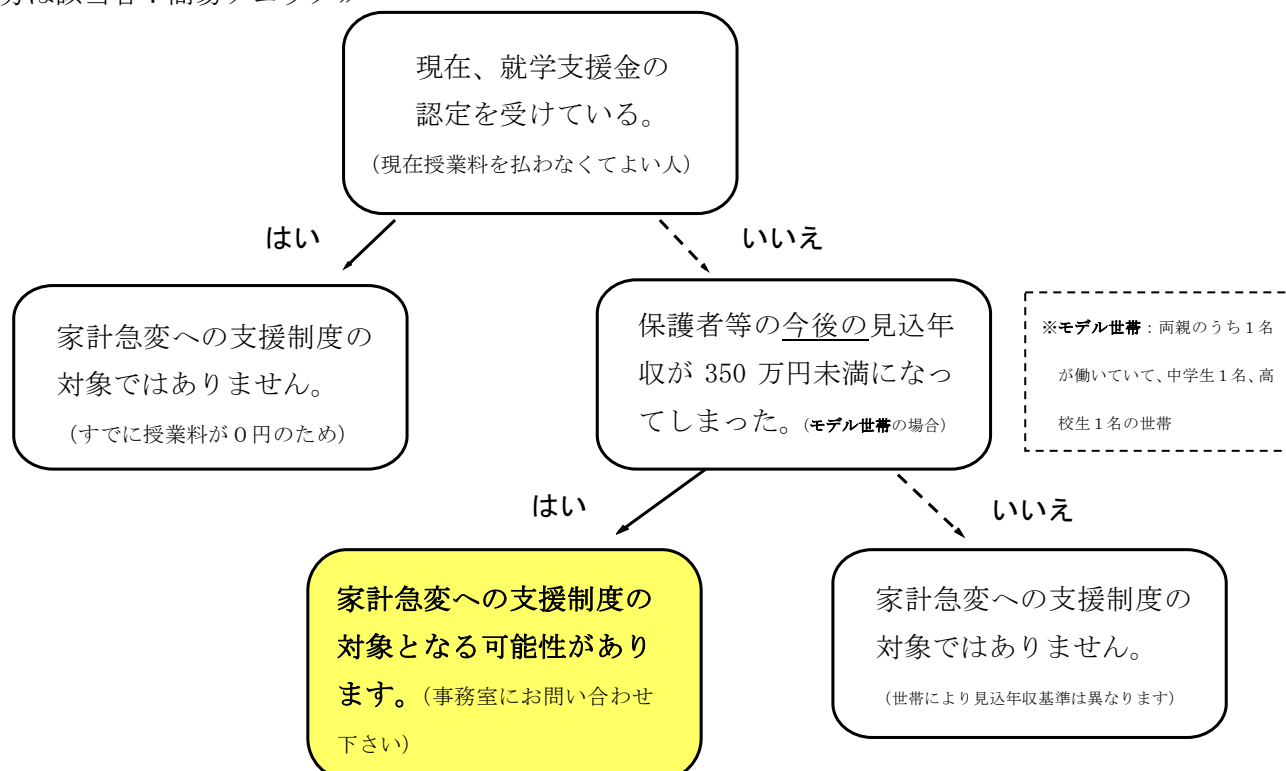 現在、就学支援金の
認定を受けている。
（現在授業料を払わなくてよい人）
はい
いいえ
家計急変への支援制度の
対象ではありません。
（すでに授業料が０円のため）
保護者等の今後の見込年
収が 350 万円未満になっ
てしまった。（モデル世帯の場合）
※モデル世帯：両親のうち１名
が働いていて、中学生１名、高
校生１名の世帯
はい
いいえ
家計急変への支援制度の
対象となる可能性があり
ます。（事務室にお問い合わせ
下さい）
家計急変への支援制度の
対象ではありません。
（世帯により見込年収基準は異なります）